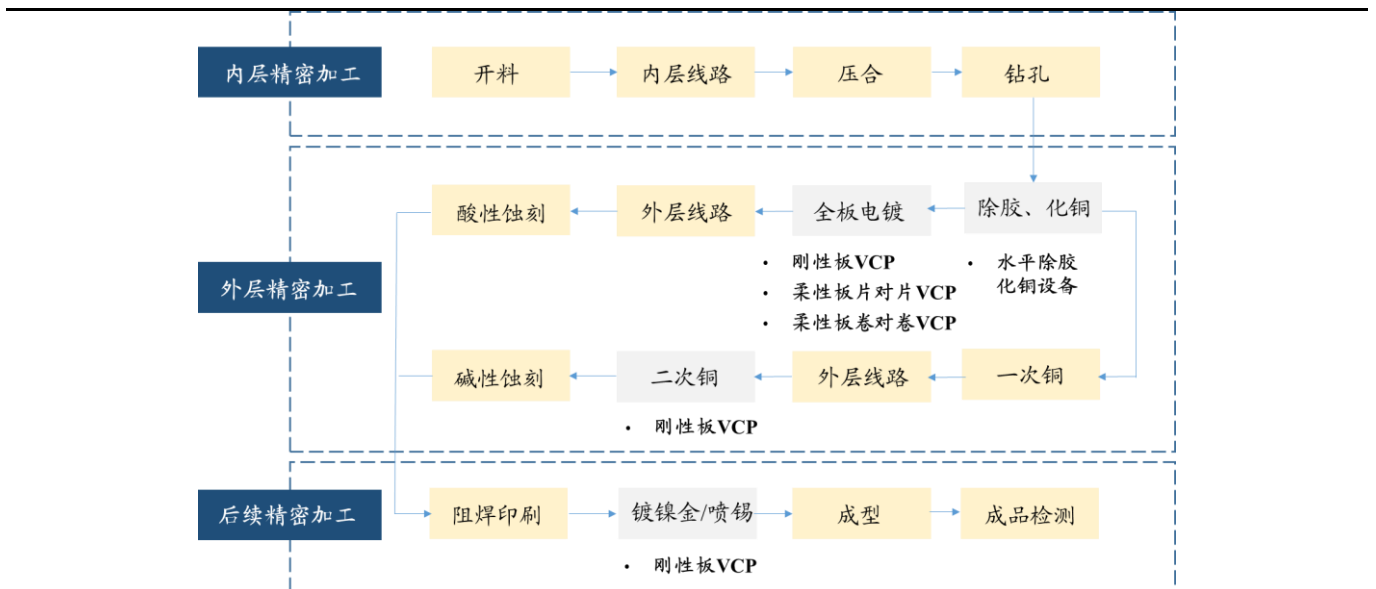 内层精密加工
开料
内层线路
压合
钻孔
外层精密加工
酸性蚀刻
外层线路
全板电镀
除胶、化铜
• 刚性板VCP
• 柔性板片对片VCP
• 柔性板卷对卷VCP
• 水平除胶
化铜设备
碱性蚀刻
二次铜
外层线路
一次铜
• 刚性板VCP
后续精密加工
阻焊印刷
镀镍金/喷锡
成型
成品检测
• 刚性板VCP